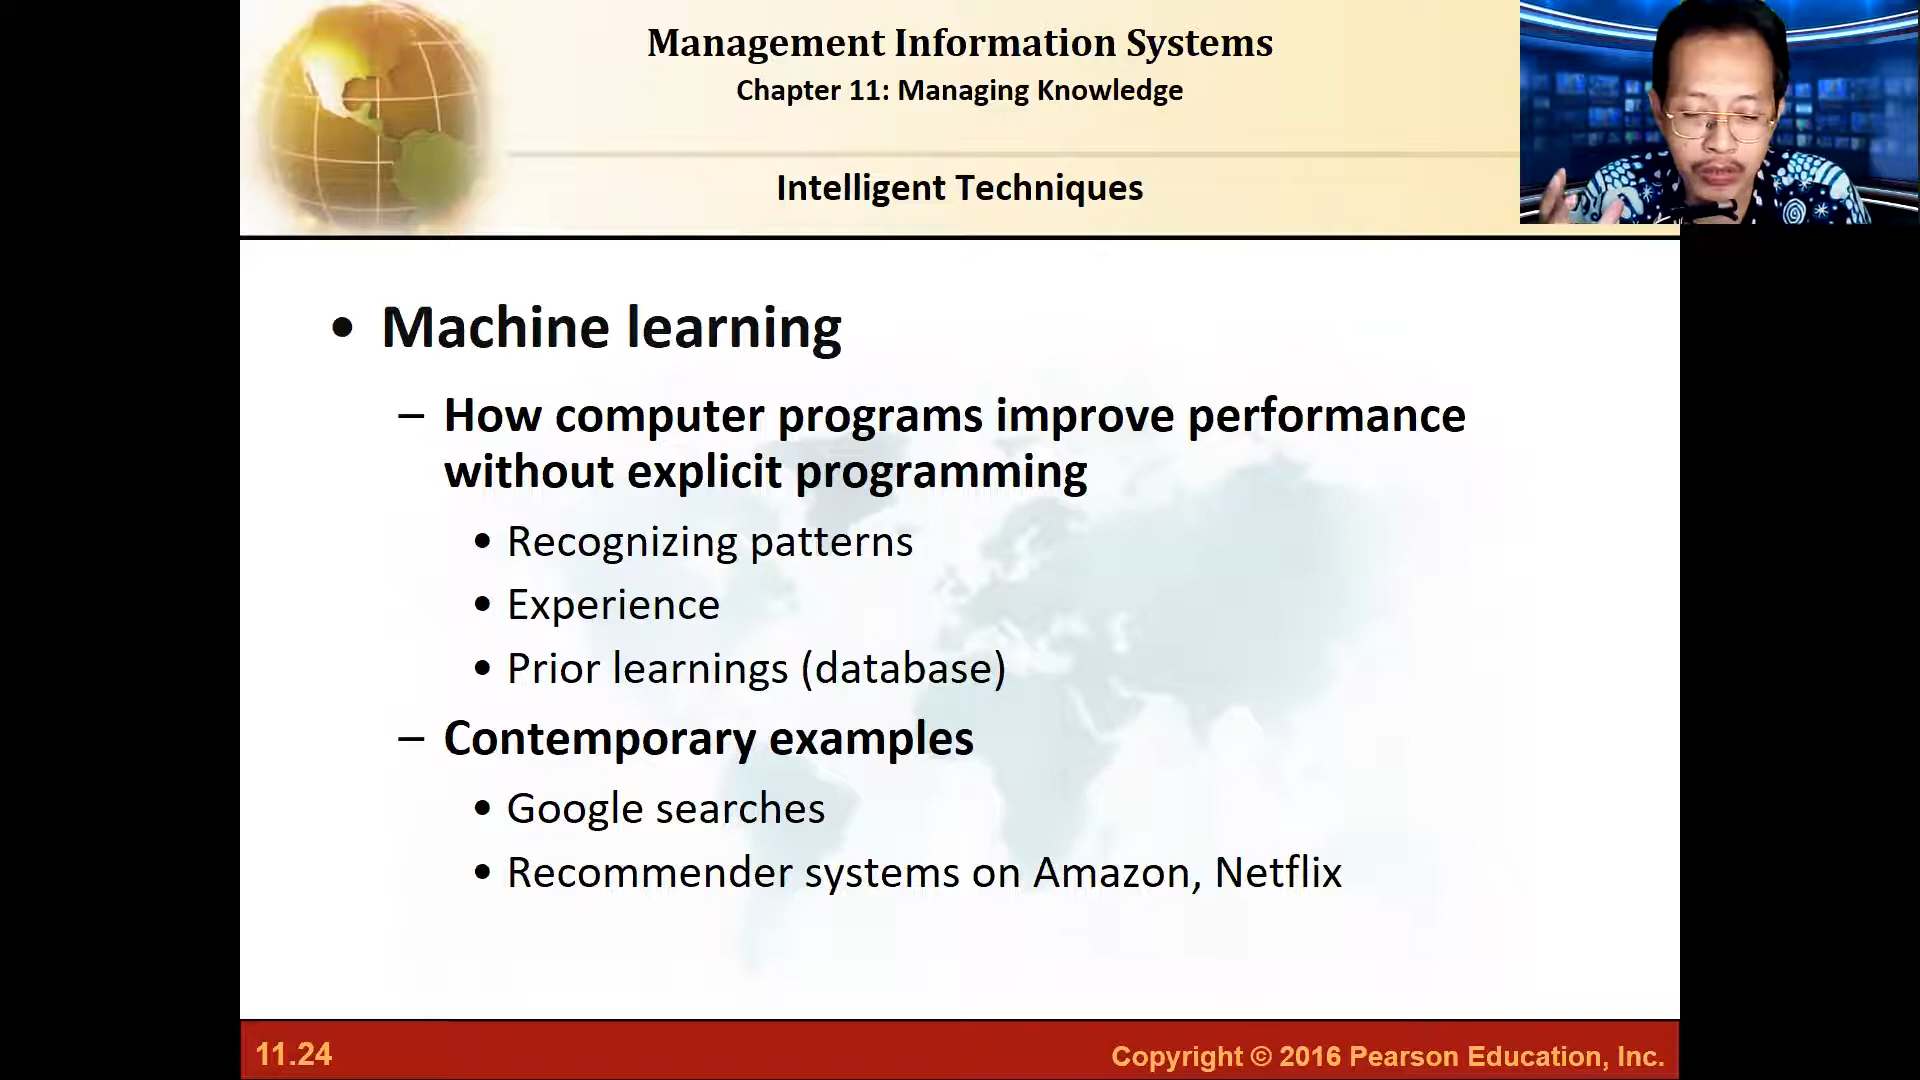 Management Information Systems
Chapter 11: Managing Knowledge
Intelligent Techniques
• Machine learning
– How computer programs improve performance
without explicit programming
• Recognizing patterns
• Experience
• Prior learnings (database)
– Contemporary examples
• Google searches
• Recommender systems on Amazon, Netflix
11.24
Copyright © 2016 Pearson Education, Inc.